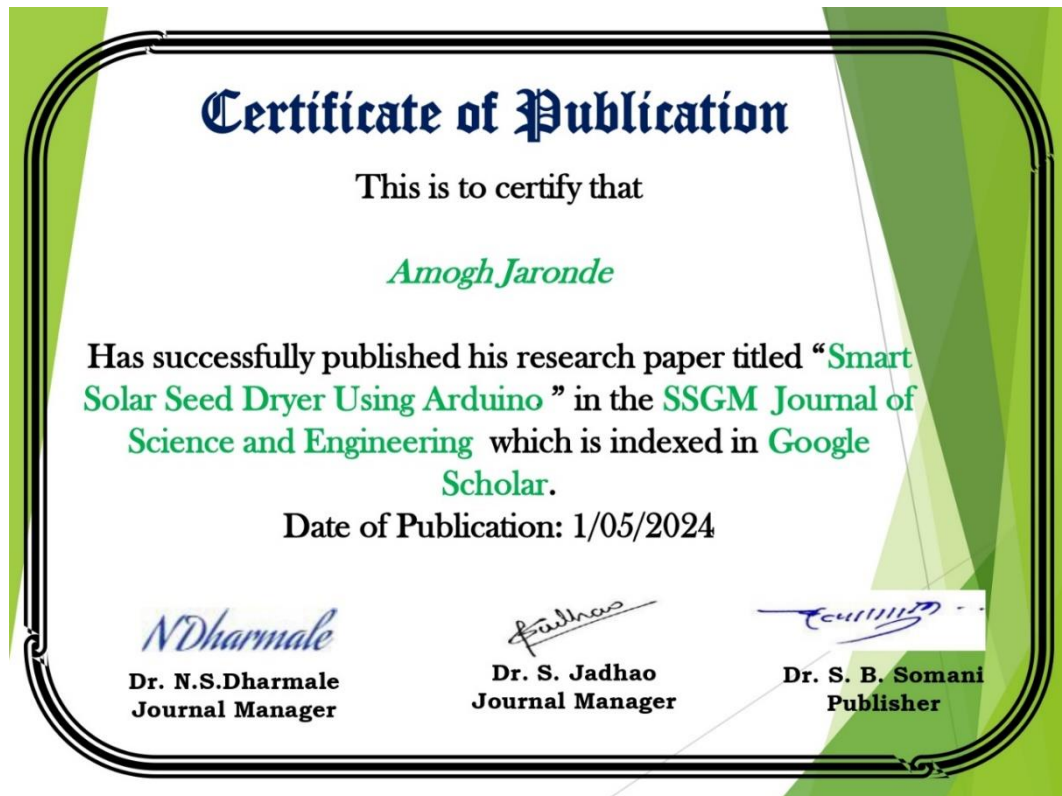 Certificate of Publication
This is to certify that
Amogh Jaronde
Has successfully published his research paper titled “Smart
Solar Seed Dryer Using Arduino ” in the SSGM Journal of
Science and Engineering which is indexed in Google
Scholar.
Date of Publication: 1/05/2024
NDharmale
Dr. N.S.Dharmale
Journal Manager
Dr. S. Jadhao
Journal Manager
Dr. S. B. Somani
Publisher